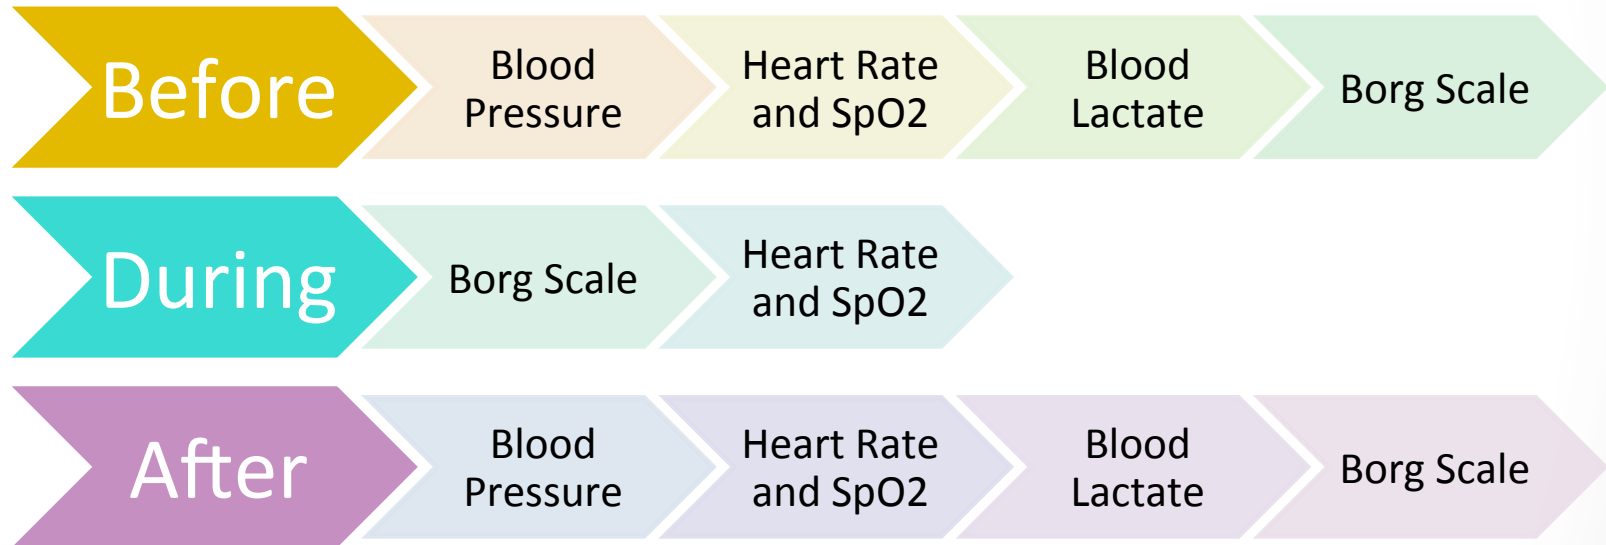 Before
Blood
Pressure
Heart Rate
and SpO2
Blood
Lactate
Borg Scale
During
Borg Scale
Heart Rate
and SpO2
After
Blood
Pressure
Heart Rate
and SpO2
Blood
Lactate
Borg Scale